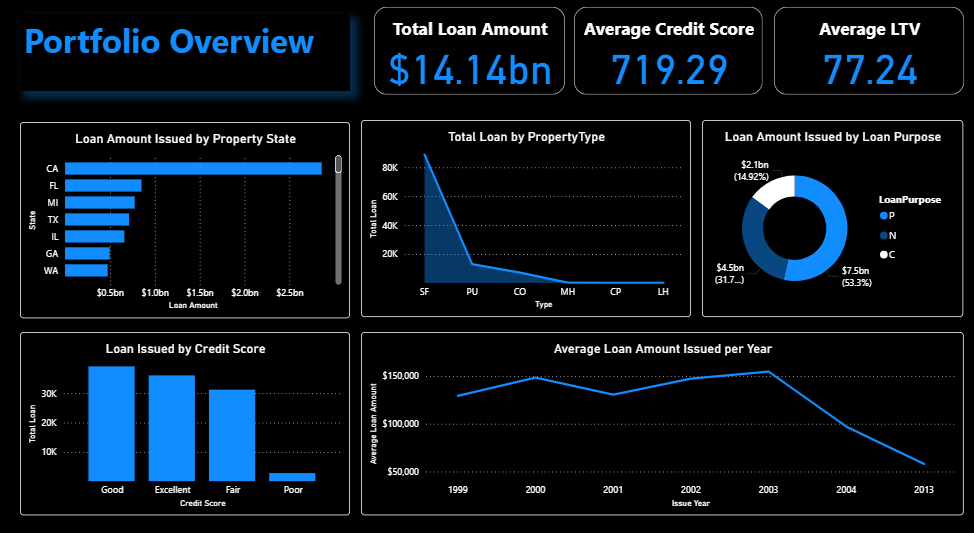 Portfolio Overview
Total Loan Amount
$14.14bn
Average Credit Score
719.29
Average LTV
77.24
Loan Amount Issued by Property State
State
CA
FL
MI
TX
IL
GA
WA
$0.5bn $1.0bn $1.5bn $2.0bn $2.5bn
Loan Amount
Total Loan by PropertyType
Total Loan
80K
60K
40K
20K
SF PU CO MH CP LH
Type
Loan Amount Issued by Loan Purpose
$2.1bn
(14.92%)
$4.5bn
(31.7...)
$7.5bn
(53.3%)
LoanPurpose
P
N
C
Loan Issued by Credit Score
Total Loan
30K
20K
10K
Good Excellent Fair Poor
Credit Score
Average Loan Amount Issued per Year
Average Loan Amount
$150,000
$100,000
$50,000
1999 2000 2001 2002 2003 2004 2013
Issue Year